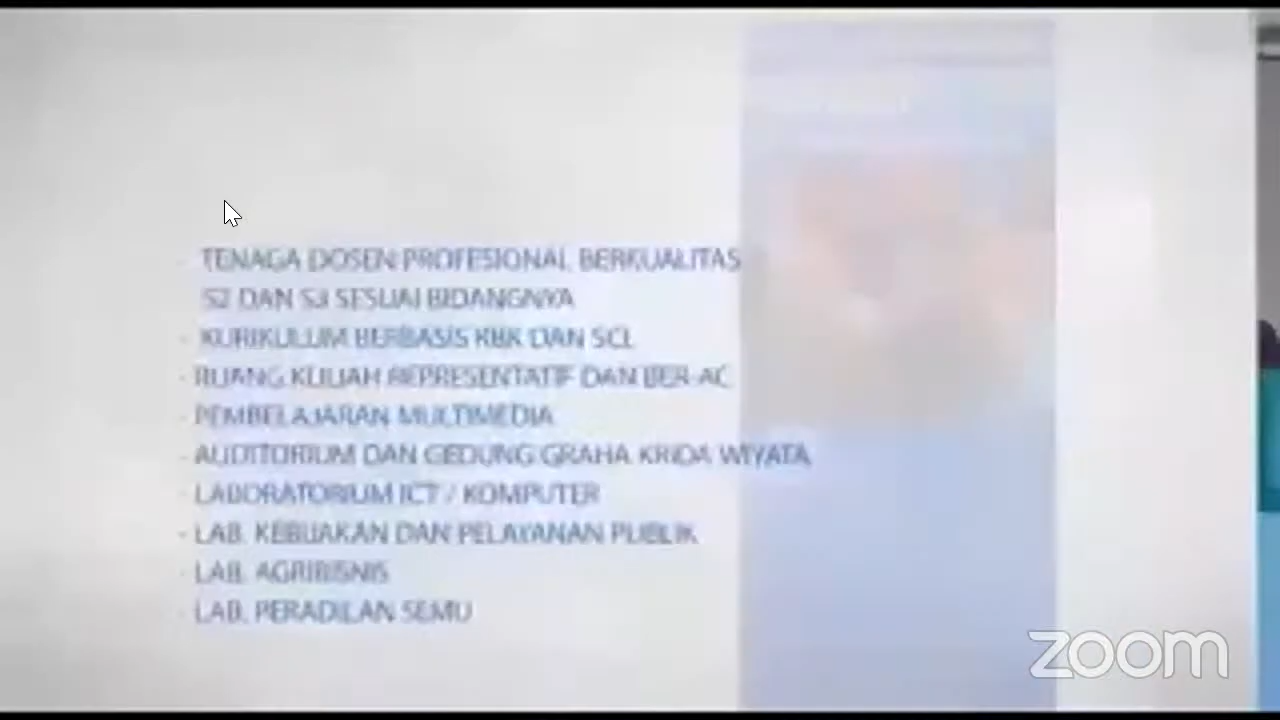 - TENAGA DOSEN PROFESIONAL BERKUALITAS
S2 DAN S3 SESUAI BIDANGNYA
- KURIKULUM BERBASIS KBK DAN SCL
- RUANG KULIAH REPRESENTATIF DAN BER-AC
- PEMBELAJARAN MULTIMEDIA
- AUDITORIUM DAN GEDUNG GRAHA KRIDA WIYATA
- LABORATORIUM ICT / KOMPUTER
- LAB. KEBIJAKAN DAN PELAYANAN PUBLIK
- LAB. AGRIBISNIS
- LAB. PERADILAN SEMU
zoom